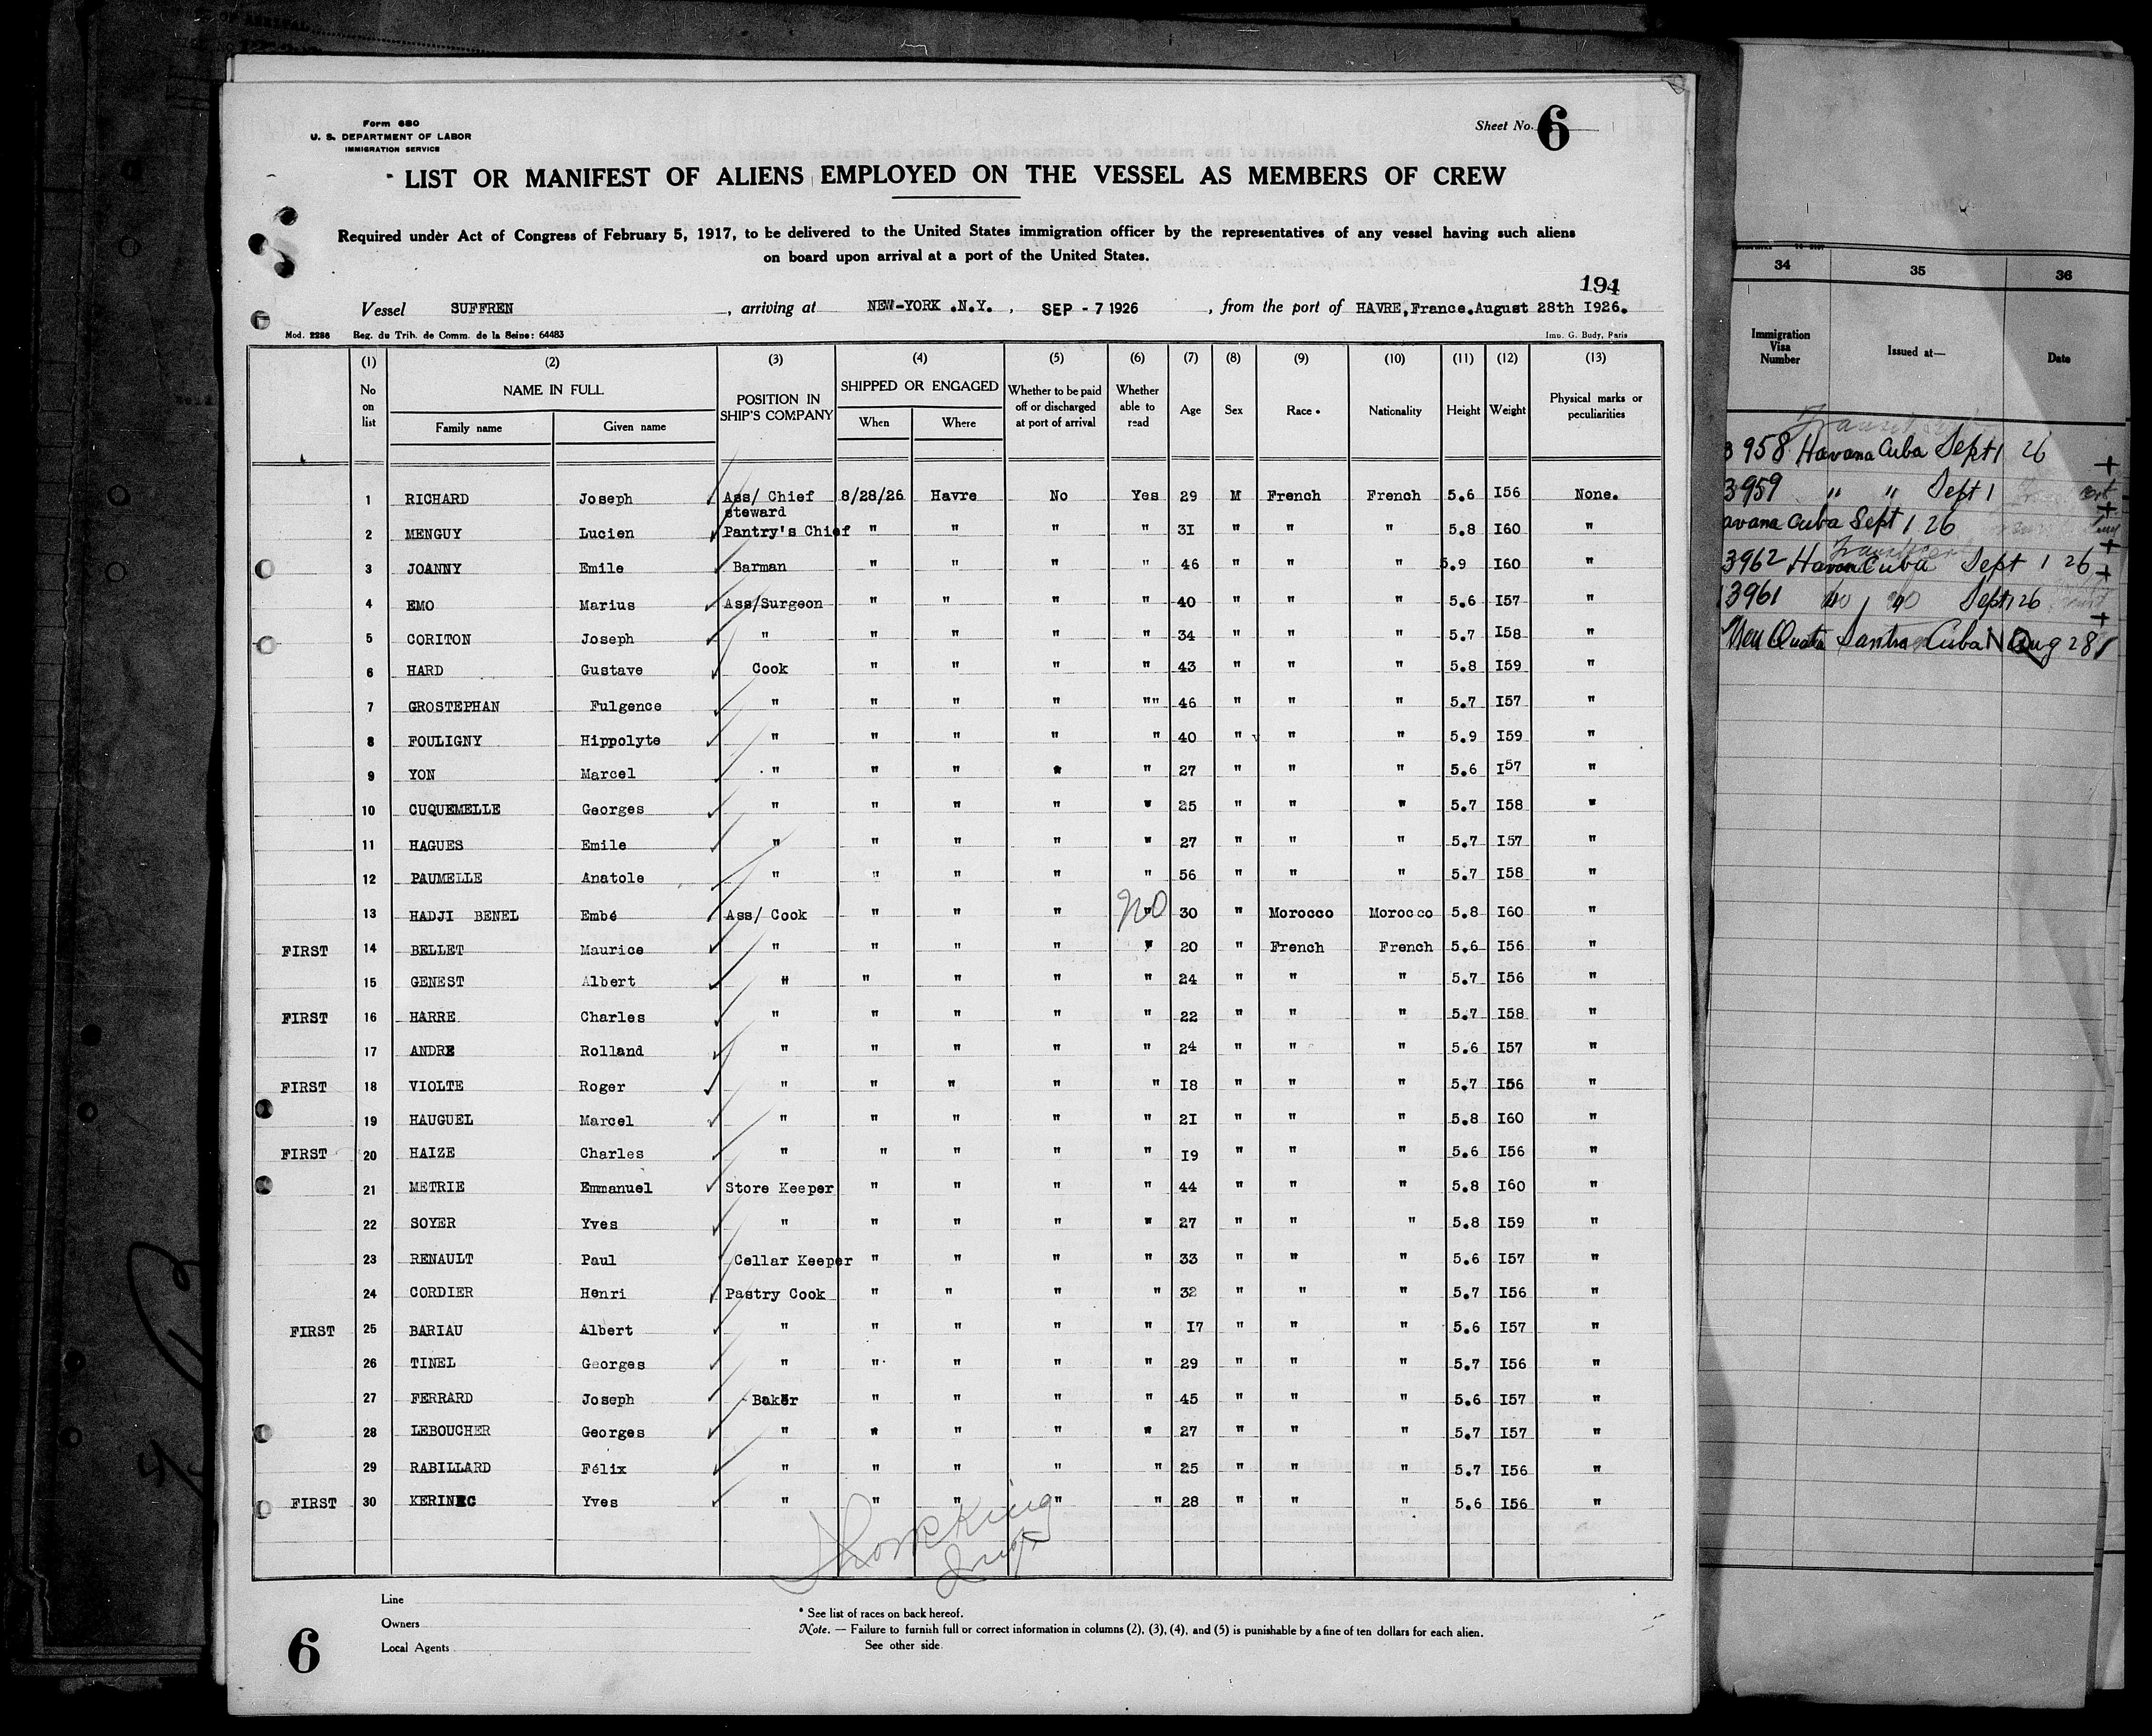 Form 680
U. S. DEPARTMENT OF LABOR
IMMIGRATION SERVICE
Sheet No. 6
LIST OR MANIFEST OF ALIENS EMPLOYED ON THE VESSEL AS MEMBERS OF CREW
Required under Act of Congress of February 5, 1917, to be delivered to the United States immigration officer by the representatives of any vessel having such aliens
on board upon arrival at a port of the United States.
194
Vessel SUFFREN , arriving at NEW-YORK .N.Y. , SEP - 7 1926 , from the port of HAVRE,France.August 28th I926.
Mod. 2286 Reg. du Trib. de Comm. de la Seine: 64483 Imp. G. Budy, Paris
(1) (2) (3) (4) (5) (6) (7) (8) (9) (10) (11) (12) (13)
No on list NAME IN FULL POSITION IN SHIP'S COMPANY SHIPPED OR ENGAGED Whether to be paid off or discharged at port of arrival Whether able to read Age Sex Race * Nationality Height Weight Physical marks or peculiarities
Family name Given name When Where
1 RICHARD Joseph Ass/ Chief steward 8/28/26 Havre No Yes 29 M French French 5.6 I56 None.
2 MENGUY Lucien Pantry's Chief " " " " 3I " " " 5.8 I60 "
3 JOANNY Emile Barman " " " " 46 " " " 5.9 I60 "
4 EMO Marius Ass/Surgeon " " " " 40 " " " 5.6 I57 "
5 CORITON Joseph " " " " " 34 " " " 5.7 I58 "
6 HARD Gustave Cook " " " " 43 " " " 5.8 I59 "
7 GROSTEPHAN Fulgence " " " " "" 46 " " " 5.7 I57 "
8 FOULIGNY Hippolyte " " " " " 40 " " " 5.9 I59 "
9 YON Marcel " " " " " 27 " " " 5.6 I57 "
10 CUQUEMELLE Georges " " " " " 25 " " " 5.7 I58 "
11 HAGUES Emile " " " " " 27 " " " 5.7 I57 "
12 PAUMELLE Anatole " " " " " 56 " " " 5.7 I58 "
13 HADJI BENEL Embé Ass/ Cook " " " " NO 30 " Morocco Morocco 5.8 I60 "
FIRST 14 BELLET Maurice " " " " " 20 " French French 5.6 I56 "
15 GENEST Albert " " " " " 24 " " " 5.7 I56 "
FIRST 16 HARRE Charles " " " " " 22 " " " 5.7 I58 "
17 ANDRE Rolland " " " " " 24 " " " 5.6 I57 "
FIRST 18 VIOLTE Roger " " " " " I8 " " " 5.7 I56 "
19 HAUGUEL Marcel " " " " " 2I " " " 5.8 I60 "
FIRST 20 HAIZE Charles " " " " " I9 " " " 5.6 I56 "
21 METRIE Emmanuel Store Keeper " " " " 44 " " " 5.8 I60 "
22 SOYER Yves " " " " " 27 " " " 5.8 I59 "
23 RENAULT Paul Cellar Keeper " " " " 33 " " " 5.6 I57 "
24 CORDIER Henri Pastry Cook " " " " 32 " " " 5.7 I56 "
FIRST 25 BARIAU Albert " " " " " I7 " " " 5.6 I57 "
26 TINEL Georges " " " " " 29 " " " 5.7 I56 "
27 FERRARD Joseph Baker " " " " 45 " " " 5.6 I57 "
28 LEBOUCHER Georges " " " " " 27 " " " 5.7 I57 "
29 RABILLARD Félix " " " " " 25 " " " 5.7 I56 "
FIRST 30 KERINEC Yves " " " " " 28 " " " 5.6 I56 "
Line
Owners
Local Agents
* See list of races on back hereof.
Note. — Failure to furnish full or correct information in columns (2), (3), (4), and (5) is punishable by a fine of ten dollars for each alien.
See other side
6
34 35 36
Immigration Visa Number Issued at— Date
3958 Havana Cuba Sept 1 26
3959 " " Sept 1
avana Cuba Sept 1 26
3962 Havana Cuba Sept 1 26
3961 Sept 1 26
Cuba Aug 28